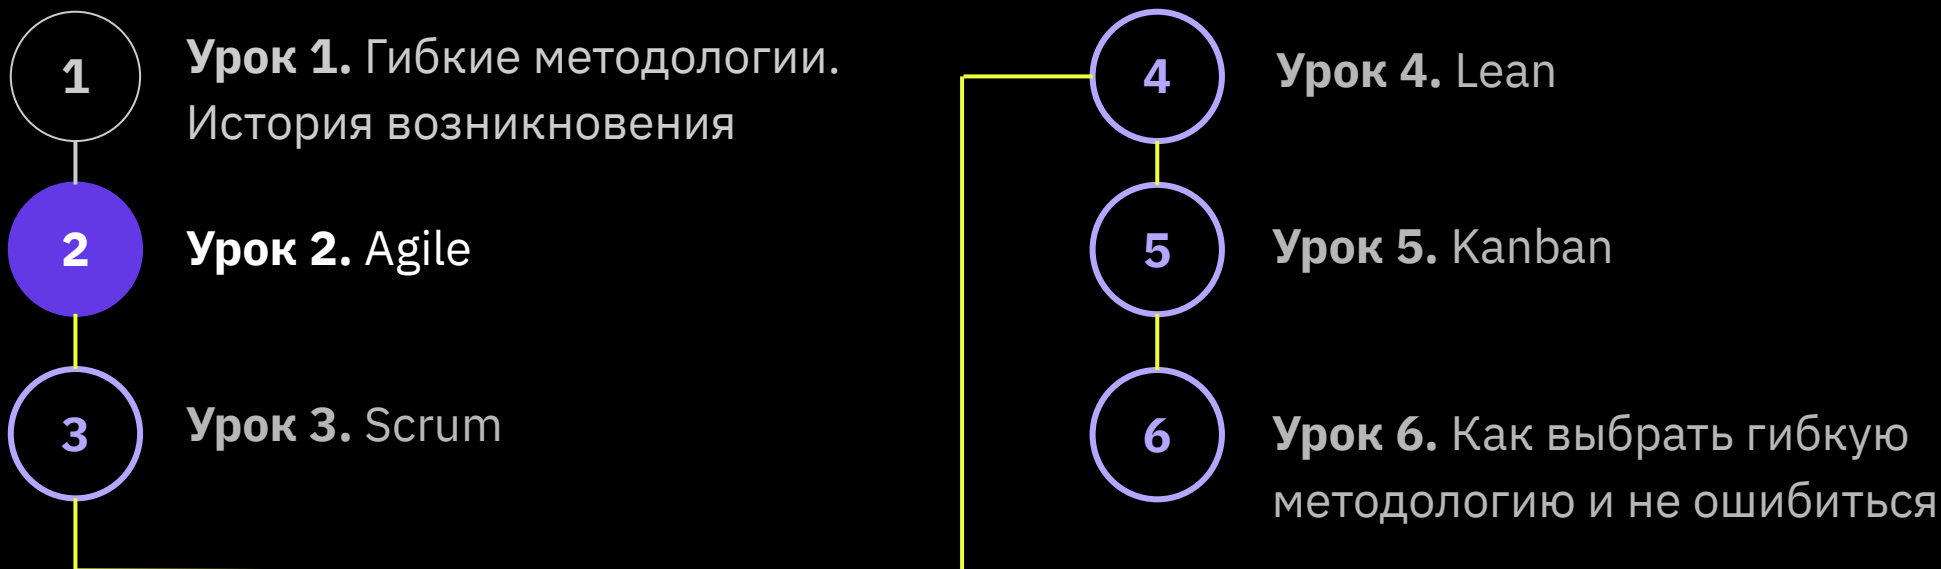 1
Урок 1. Гибкие методологии.
История возникновения
2
Урок 2. Agile
3
Урок 3. Scrum
4
Урок 4. Lean
5
Урок 5. Kanban
6
Урок 6. Как выбрать гибкую
методологию и не ошибиться